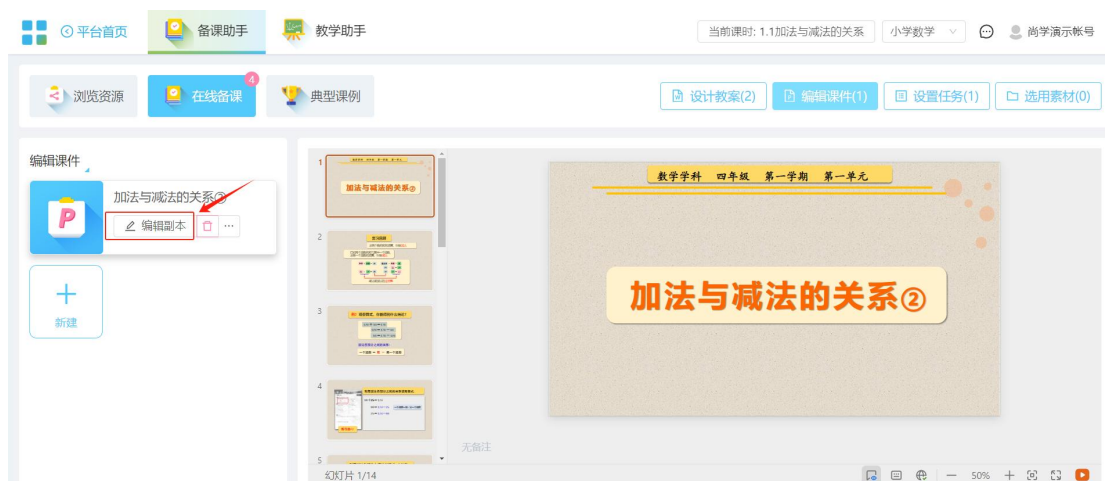 平台首页
备课助手
教学助手
当前课时: 1.1加法与减法的关系
小学数学
尚学演示帐号
浏览资源
在线备课
4
典型课例
设计教案(2)
编辑课件(1)
设置任务(1)
选用素材(0)
编辑课件
加法与减法的关系②
编辑副本
新建
1
加法与减法的关系②
2
3
4
5
数学学科 四年级 第一学期 第一单元
加法与减法的关系②
无备注
幻灯片 1/14
50%